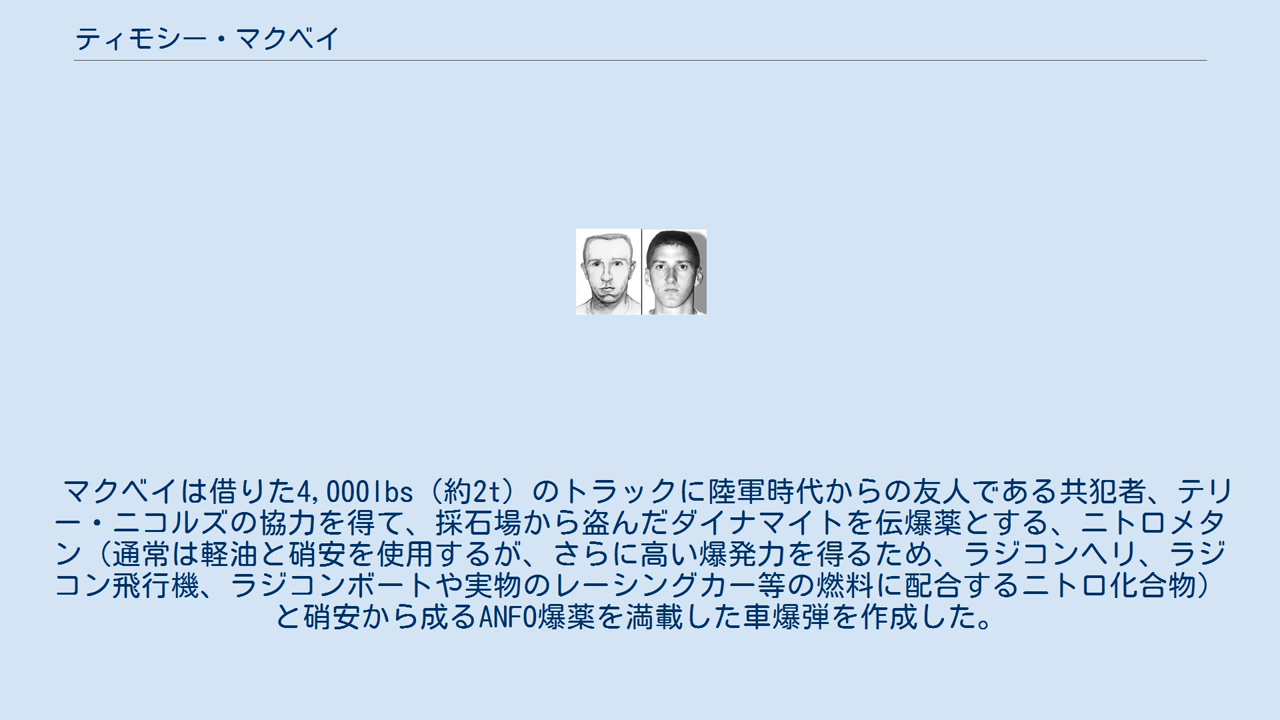 ティモシー・マクベイ
マクベイは借りた4,000lbs（約2t）のトラックに陸軍時代からの友人である共犯者、テリ
ー・ニコルズの協力を得て、採石場から盗んだダイナマイトを伝爆薬とする、ニトロメタ
ン（通常は軽油と硝安を使用するが、さらに高い爆発力を得るため、ラジコンヘリ、ラジ
コン飛行機、ラジコンボートや実物のレーシングカー等の燃料に配合するニトロ化合物）
と硝安から成るANFO爆薬を満載した車爆弾を作成した。